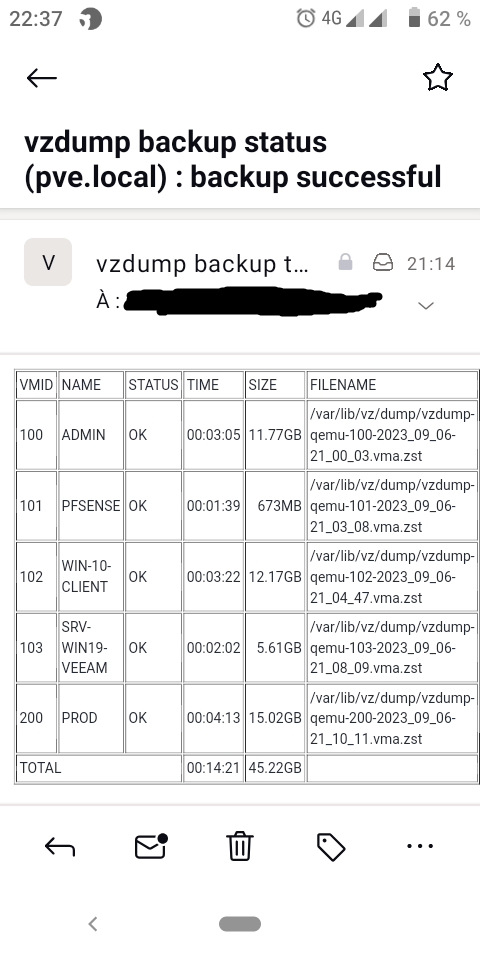 22:37 4G 62 %
vzdump backup status
(pve.local) : backup successful
V vzdump backup t... 21:14
À :
VMID NAME STATUS TIME SIZE FILENAME
100 ADMIN OK 00:03:05 11.77GB /var/lib/vz/dump/vzdump-
qemu-100-2023_09_06-
21_00_03.vma.zst
101 PFSENSE OK 00:01:39 673MB /var/lib/vz/dump/vzdump-
qemu-101-2023_09_06-
21_03_08.vma.zst
102 WIN-10-
CLIENT OK 00:03:22 12.17GB /var/lib/vz/dump/vzdump-
qemu-102-2023_09_06-
21_04_47.vma.zst
103 SRV-
WIN19-
VEEAM OK 00:02:02 5.61GB /var/lib/vz/dump/vzdump-
qemu-103-2023_09_06-
21_08_09.vma.zst
200 PROD OK 00:04:13 15.02GB /var/lib/vz/dump/vzdump-
qemu-200-2023_09_06-
21_10_11.vma.zst
TOTAL 00:14:21 45.22GB